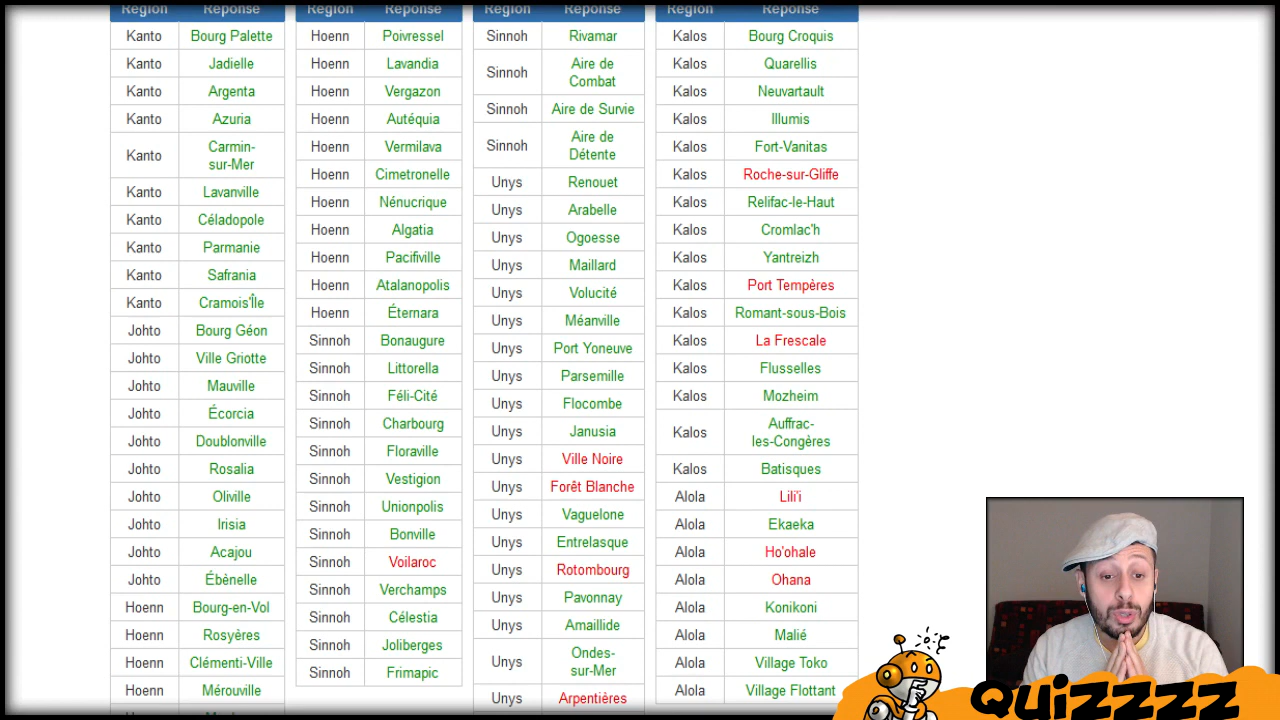 Région Réponse
Kanto Bourg Palette
Kanto Jadielle
Kanto Argenta
Kanto Azuria
Kanto Carmin-
sur-Mer
Kanto Lavanville
Kanto Céladopole
Kanto Parmanie
Kanto Safrania
Kanto Cramois'Île
Johto Bourg Géon
Johto Ville Griotte
Johto Mauville
Johto Écorcia
Johto Doublonville
Johto Rosalia
Johto Oliville
Johto Irisia
Johto Acajou
Johto Ébènelle
Hoenn Bourg-en-Vol
Hoenn Rosyères
Hoenn Clémenti-Ville
Hoenn Mérouville
Région Réponse
Hoenn Poivressel
Hoenn Lavandia
Hoenn Vergazon
Hoenn Autéquia
Hoenn Vermilava
Hoenn Cimetronelle
Hoenn Nénucrique
Hoenn Algatia
Hoenn Pacifiville
Hoenn Atalanopolis
Hoenn Éternara
Sinnoh Bonaugure
Sinnoh Littorella
Sinnoh Féli-Cité
Sinnoh Charbourg
Sinnoh Floraville
Sinnoh Vestigion
Sinnoh Unionpolis
Sinnoh Bonville
Sinnoh Voilaroc
Sinnoh Verchamps
Sinnoh Célestia
Sinnoh Joliberges
Sinnoh Frimapic
Région Réponse
Sinnoh Rivamar
Sinnoh Aire de
Combat
Sinnoh Aire de Survie
Sinnoh Aire de
Détente
Unys Renouet
Unys Arabelle
Unys Ogoesse
Unys Maillard
Unys Volucité
Unys Méanville
Unys Port Yoneuve
Unys Parsemille
Unys Flocombe
Unys Janusia
Unys Ville Noire
Unys Forêt Blanche
Unys Vaguelone
Unys Entrelasque
Unys Rotombourg
Unys Pavonnay
Unys Amaillide
Unys Ondes-
sur-Mer
Unys Arpentières
Région Réponse
Kalos Bourg Croquis
Kalos Quarellis
Kalos Neuvartault
Kalos Illumis
Kalos Fort-Vanitas
Kalos Roche-sur-Gliffe
Kalos Relifac-le-Haut
Kalos Cromlac'h
Kalos Yantreizh
Kalos Port Tempères
Kalos Romant-sous-Bois
Kalos La Frescale
Kalos Flusselles
Kalos Mozheim
Kalos Auffrac-
les-Congères
Kalos Batisques
Alola Lili'i
Alola Ekaeka
Alola Ho'ohale
Alola Ohana
Alola Konikoni
Alola Malié
Alola Village Toko
Alola Village Flottant
QUIZZZZ